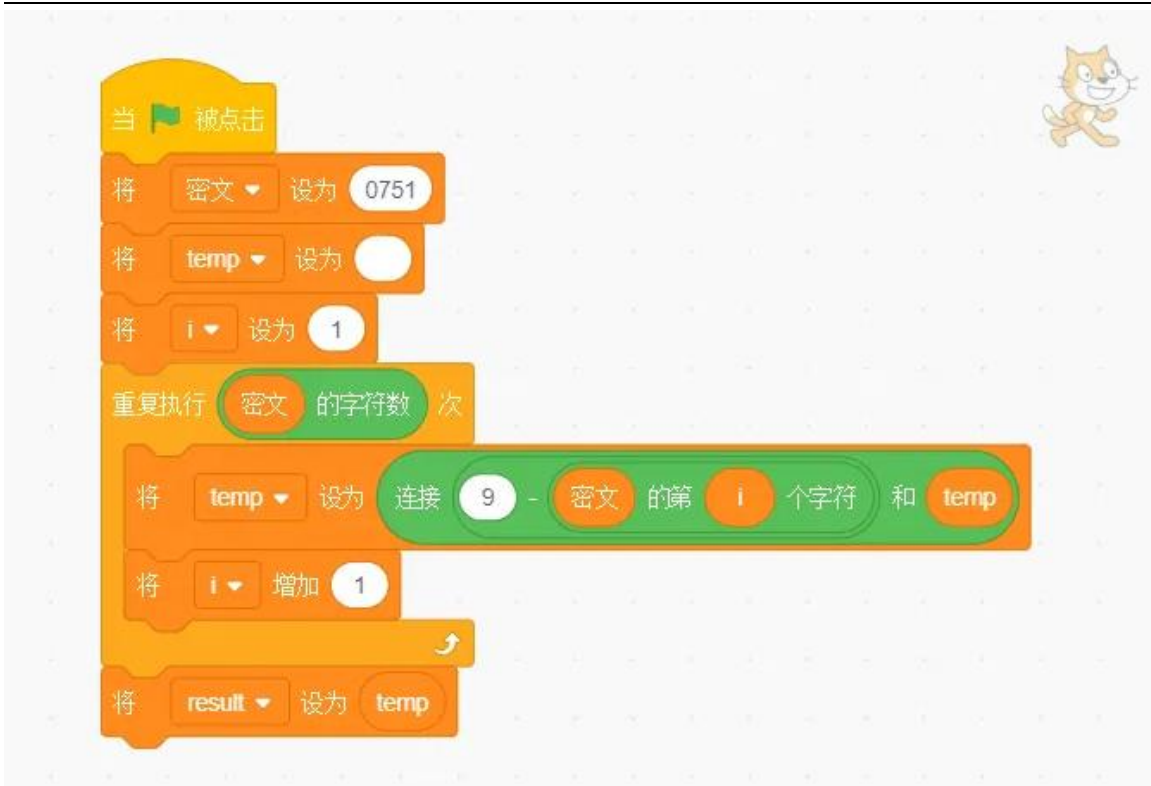 当 被点击
将 密文 设为 0751
将 temp 设为
将 i 设为 1
重复执行 密文 的字符数 次
将 temp 设为 连接 9 - 密文 的第 i 个字符 和 temp
将 i 增加 1
将 result 设为 temp